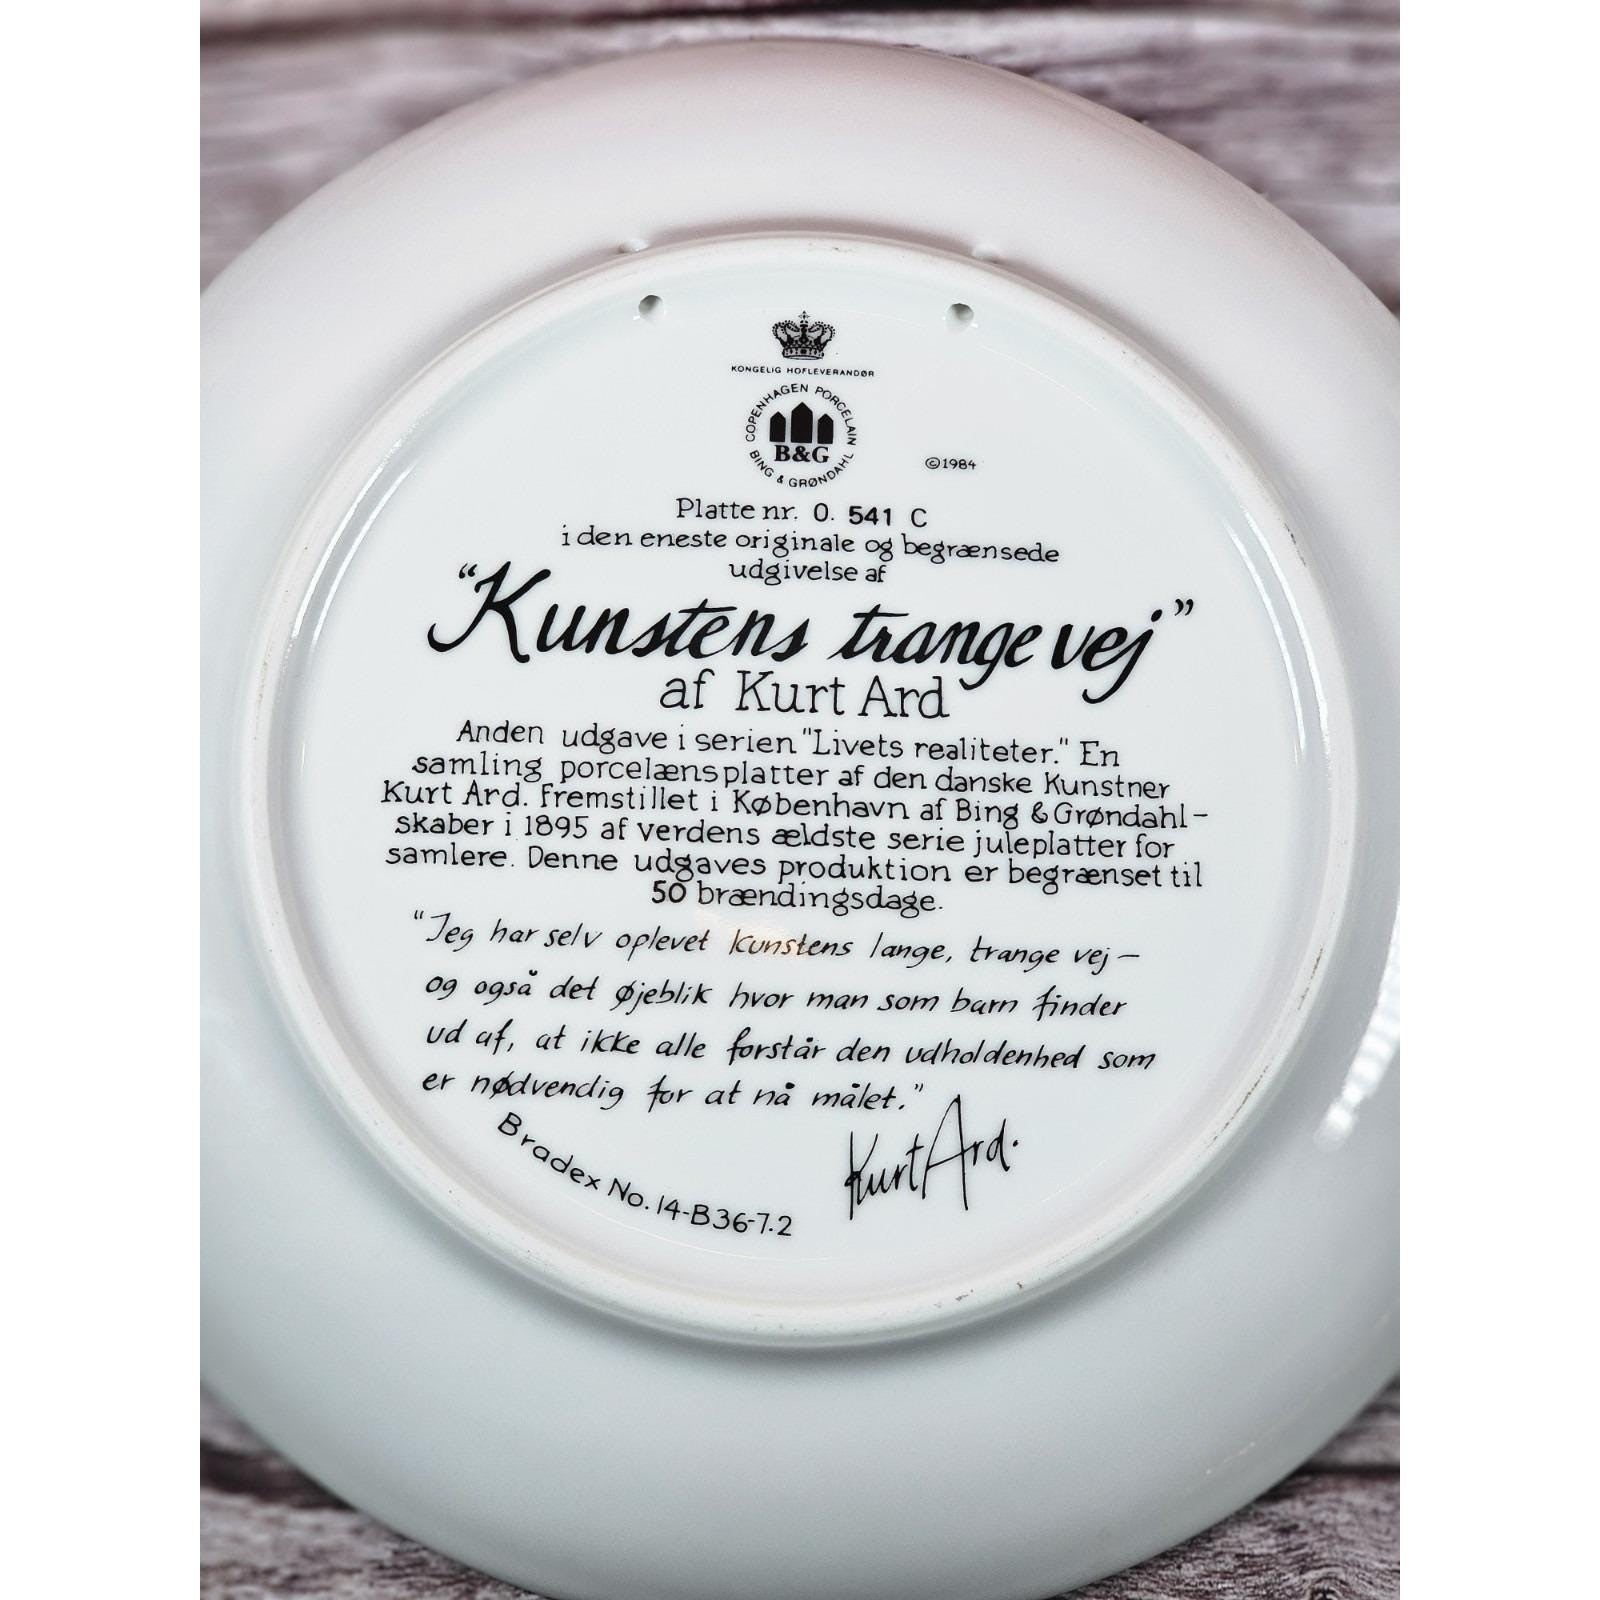 KONGELIG HOFLEVERANDØR
COPENHAGEN PORCELAIN
B&G
BING & GRØNDAHL
©1984
Platte nr. 0. 541 C
i den eneste originale og begrænsede
udgivelse af
"Kunstens trange vej"
af Kurt Ard
Anden udgave i serien "Livets realiteter." En
samling porcelænsplatter af den danske Kunstner
Kurt Ard. Fremstillet i København af Bing & Grøndahl-
skaber i 1895 af verdens ældste serie juleplatter for
samlere. Denne udgaves produktion er begrænset til
50 brændingsdage.
"Jeg har selv oplevet kunstens lange, trange vej –
og også det øjeblik hvor man som barn finder
ud af, at ikke alle forstår den udholdenhed som
er nødvendig for at nå målet."
Kurt Ard.
Bradex No. 14-B36-7.2